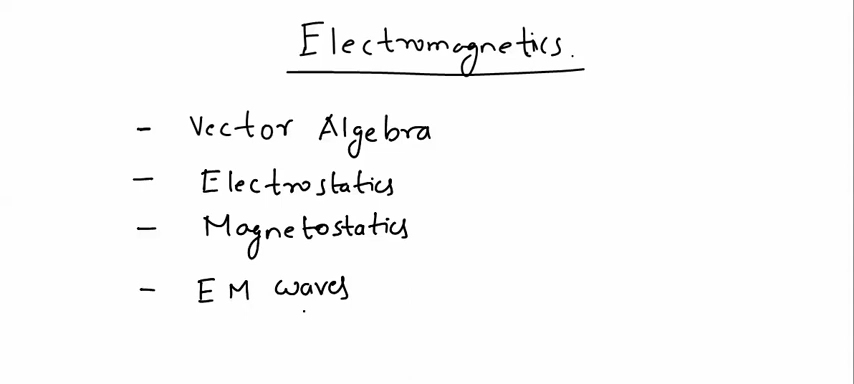 Electromagnetics.
- Vector Algebra
- Electrostatics
- Magnetostatics
- EM waves